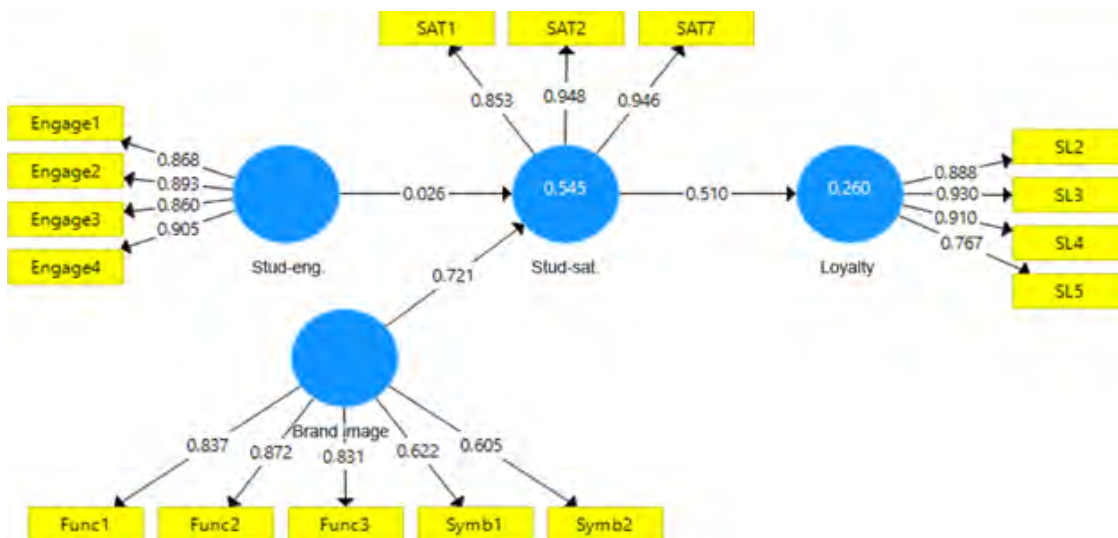 SAT1 SAT2 SAT7
0.853 0.948 0.946
Engage1
Engage2
Engage3
Engage4
0.868
0.893
0.860
0.905
Stud-eng.
0.026
0.545
Stud-sat.
0.510
0.260
Loyalty
0.888
0.930
0.910
0.767
SL2
SL3
SL4
SL5
0.721
Brand image
0.837 0.872 0.831 0.622 0.605
Func1 Func2 Func3 Symb1 Symb2